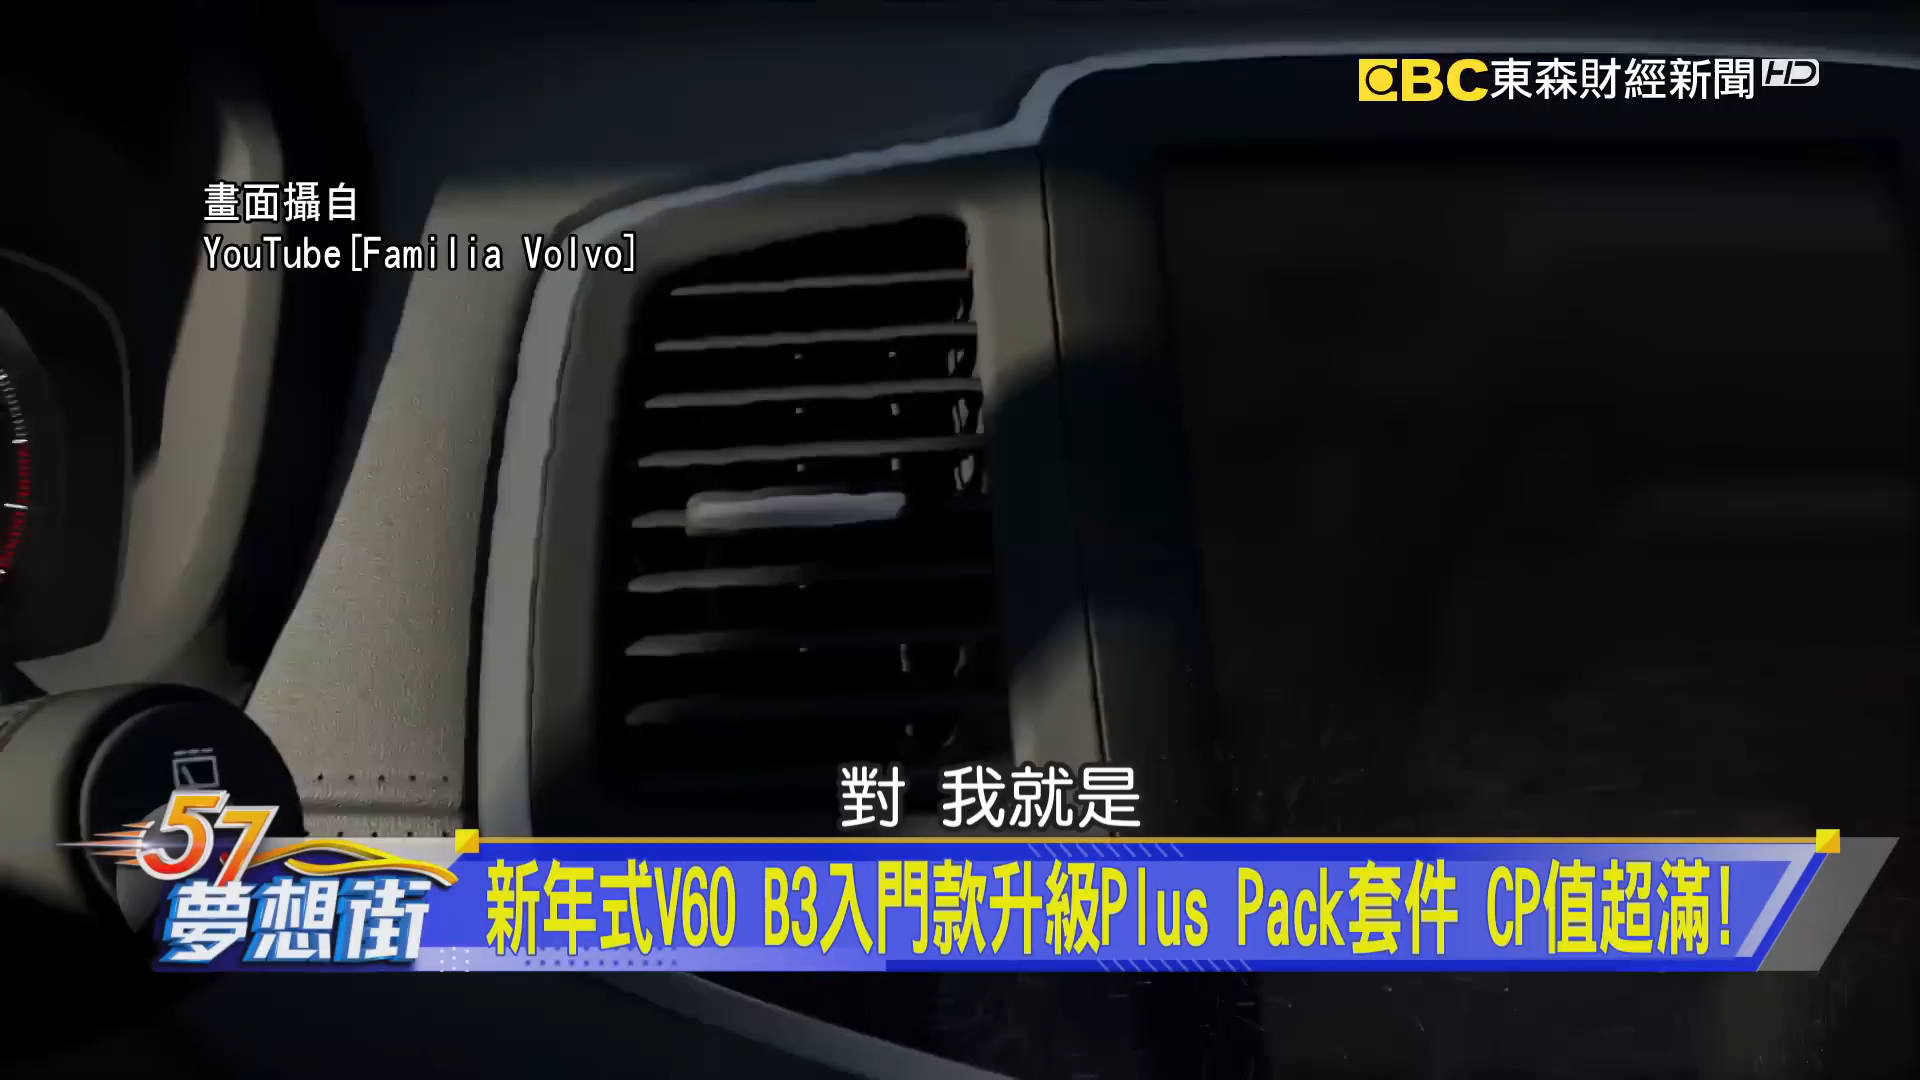 EBC東森財經新聞HD
畫面攝自
YouTube[Familia Volvo]
對 我就是
57
夢想街
新年式V60 B3入門款升級Plus Pack套件 CP值超滿!